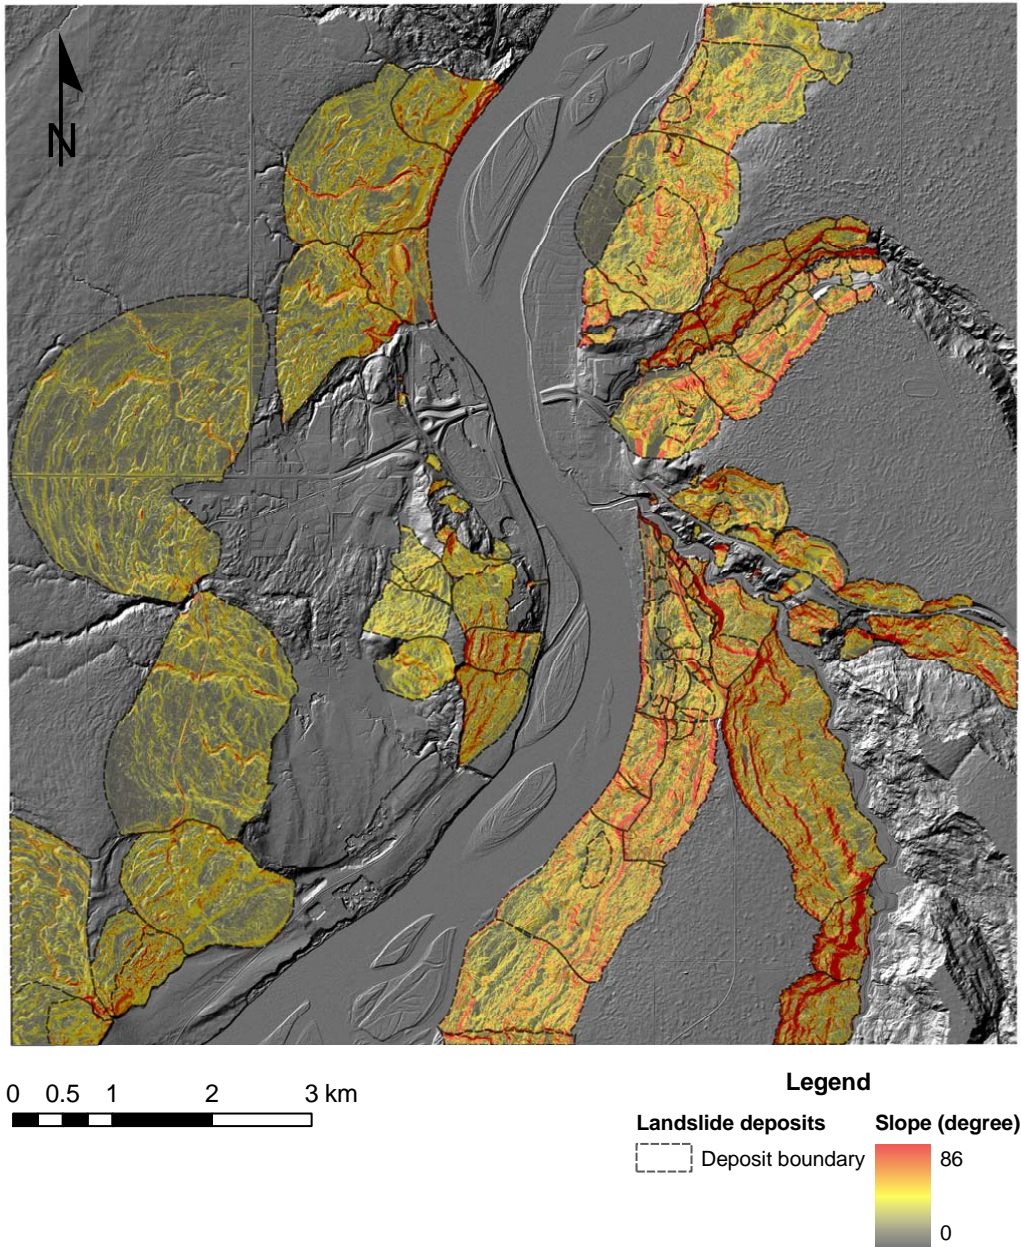 N
0 0.5 1 2 3 km
Legend
Landslide deposits
Deposit boundary
Slope (degree)
86
0